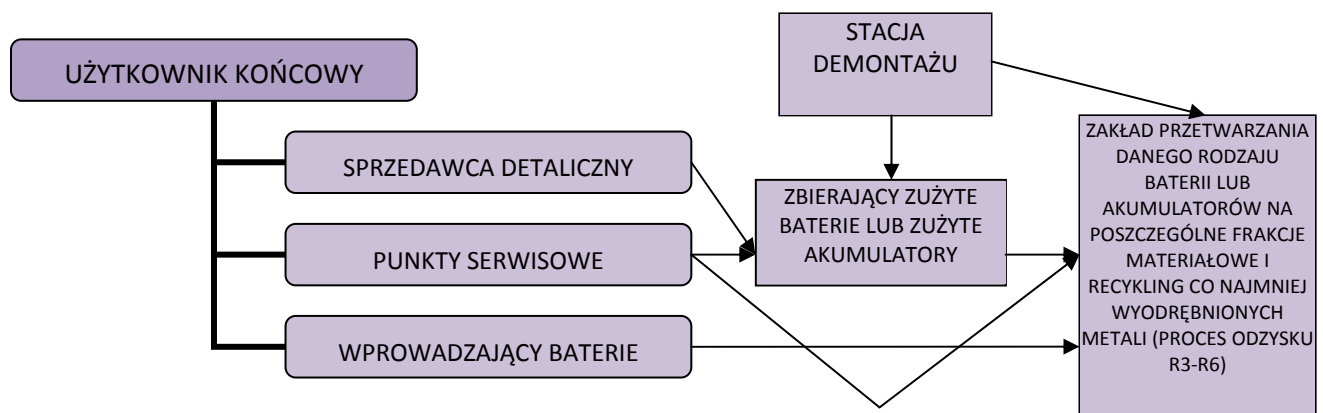 UŻYTKOWNIK KOŃCOWY
SPRZEDAWCA DETALICZNY
PUNKTY SERWISOWE
WPROWADZAJĄCY BATERIE
STACJA
DEMONTAŻU
ZBIERAJĄCY ZUŻYTE
BATERIE LUB ZUŻYTE
AKUMULATORY
ZAKŁAD PRZETWARZANIA
DANEGO RODZAJU
BATERII LUB
AKUMULATORÓW NA
POSZCZEGÓLNE FRAKCJE
MATERIAŁOWE I
RECYKLING CO NAJMNIEJ
WYODRĘBNIONYCH
METALI (PROCES ODZYSKU
R3-R6)